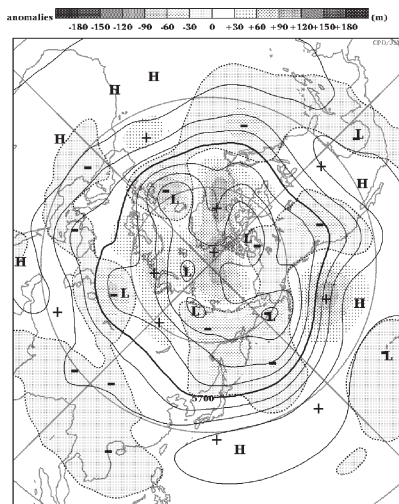 anomalies (m)
-180 -150 -120 -90 -60 -30 0 +30 +60 +90 +120 +150 +180
H
H
H
L
+
-
+
H
-
L
-
L
+
-
-
H
+
L
-
L
-
+
H
+
+
L
L
-
L
-
-
-
+
5700
+
H
-